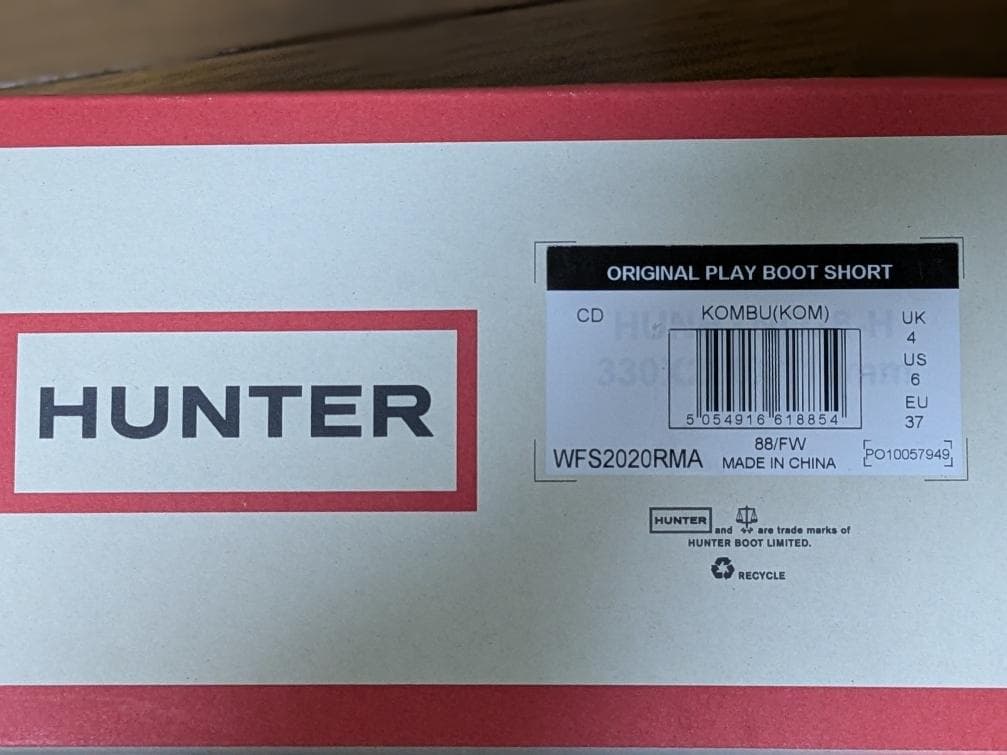 HUNTER
ORIGINAL PLAY BOOT SHORT
CD
KOMBU(KOM)
UK
4
US
6
EU
37
5 054916 618854
88/FW
WFS2020RMA
MADE IN CHINA
PO10057949
HUNTER and are trade marks of
HUNTER BOOT LIMITED.
RECYCLE